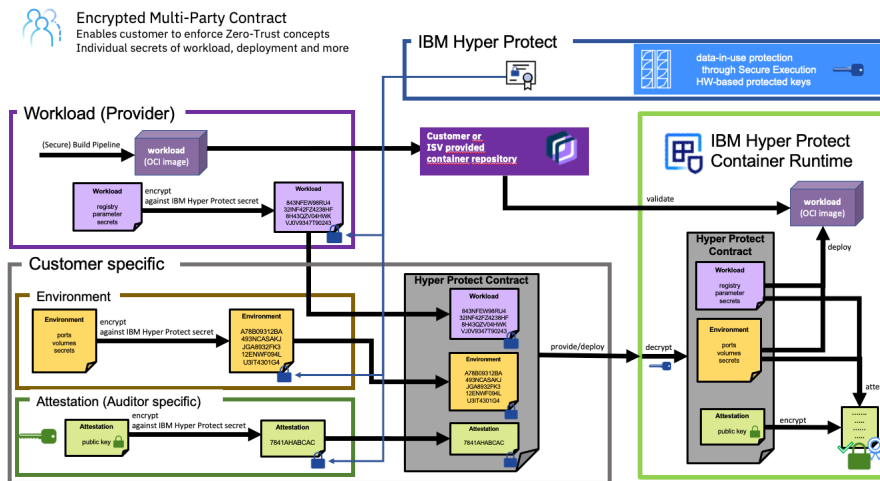 Encrypted Multi-Party Contract
Enables customer to enforce Zero-Trust concepts
Individual secrets of workload, deployment and more
IBM Hyper Protect
data-in-use protection
through Secure Execution
HW-based protected keys
Workload (Provider)
(Secure) Build Pipeline
workload
(OCI image)
Customer or
ISV provided
container repository
IBM Hyper Protect
Container Runtime
Workload
registry
parameter
secrets
encrypt
against IBM Hyper Protect secret
Workload
843NFEW98RU4
32INF42FZ4238HF
8H43QZV04HWK
VJ0V9347T90243
validate
workload
(OCI image)
deploy
Customer specific
Hyper Protect Contract
Workload
843NFEW98RU4
32INF42FZ4238HF
8H43QZV04HWK
VJ0V9347T90243
Hyper Protect
Contract
Workload
registry
parameter
secrets
Environment
Environment
ports
volumes
secrets
encrypt
against IBM Hyper Protect secret
Environment
A78B09312BA
493NCASAKJ
JGA8932FK3
12ENWF094L
U3IT4301G4
Environment
A78B09312BA
493NCASAKJ
JGA8932FK3
12ENWF094L
U3IT4301G4
provide/deploy
decrypt
Environment
ports
volumes
secrets
attes
Attestation (Auditor specific)
Attestation
public key
encrypt
against IBM Hyper Protect secret
Attestation
7841AHABCAC
Attestation
7841AHABCAC
Attestation
public key
encrypt
.......
.....
......
.....